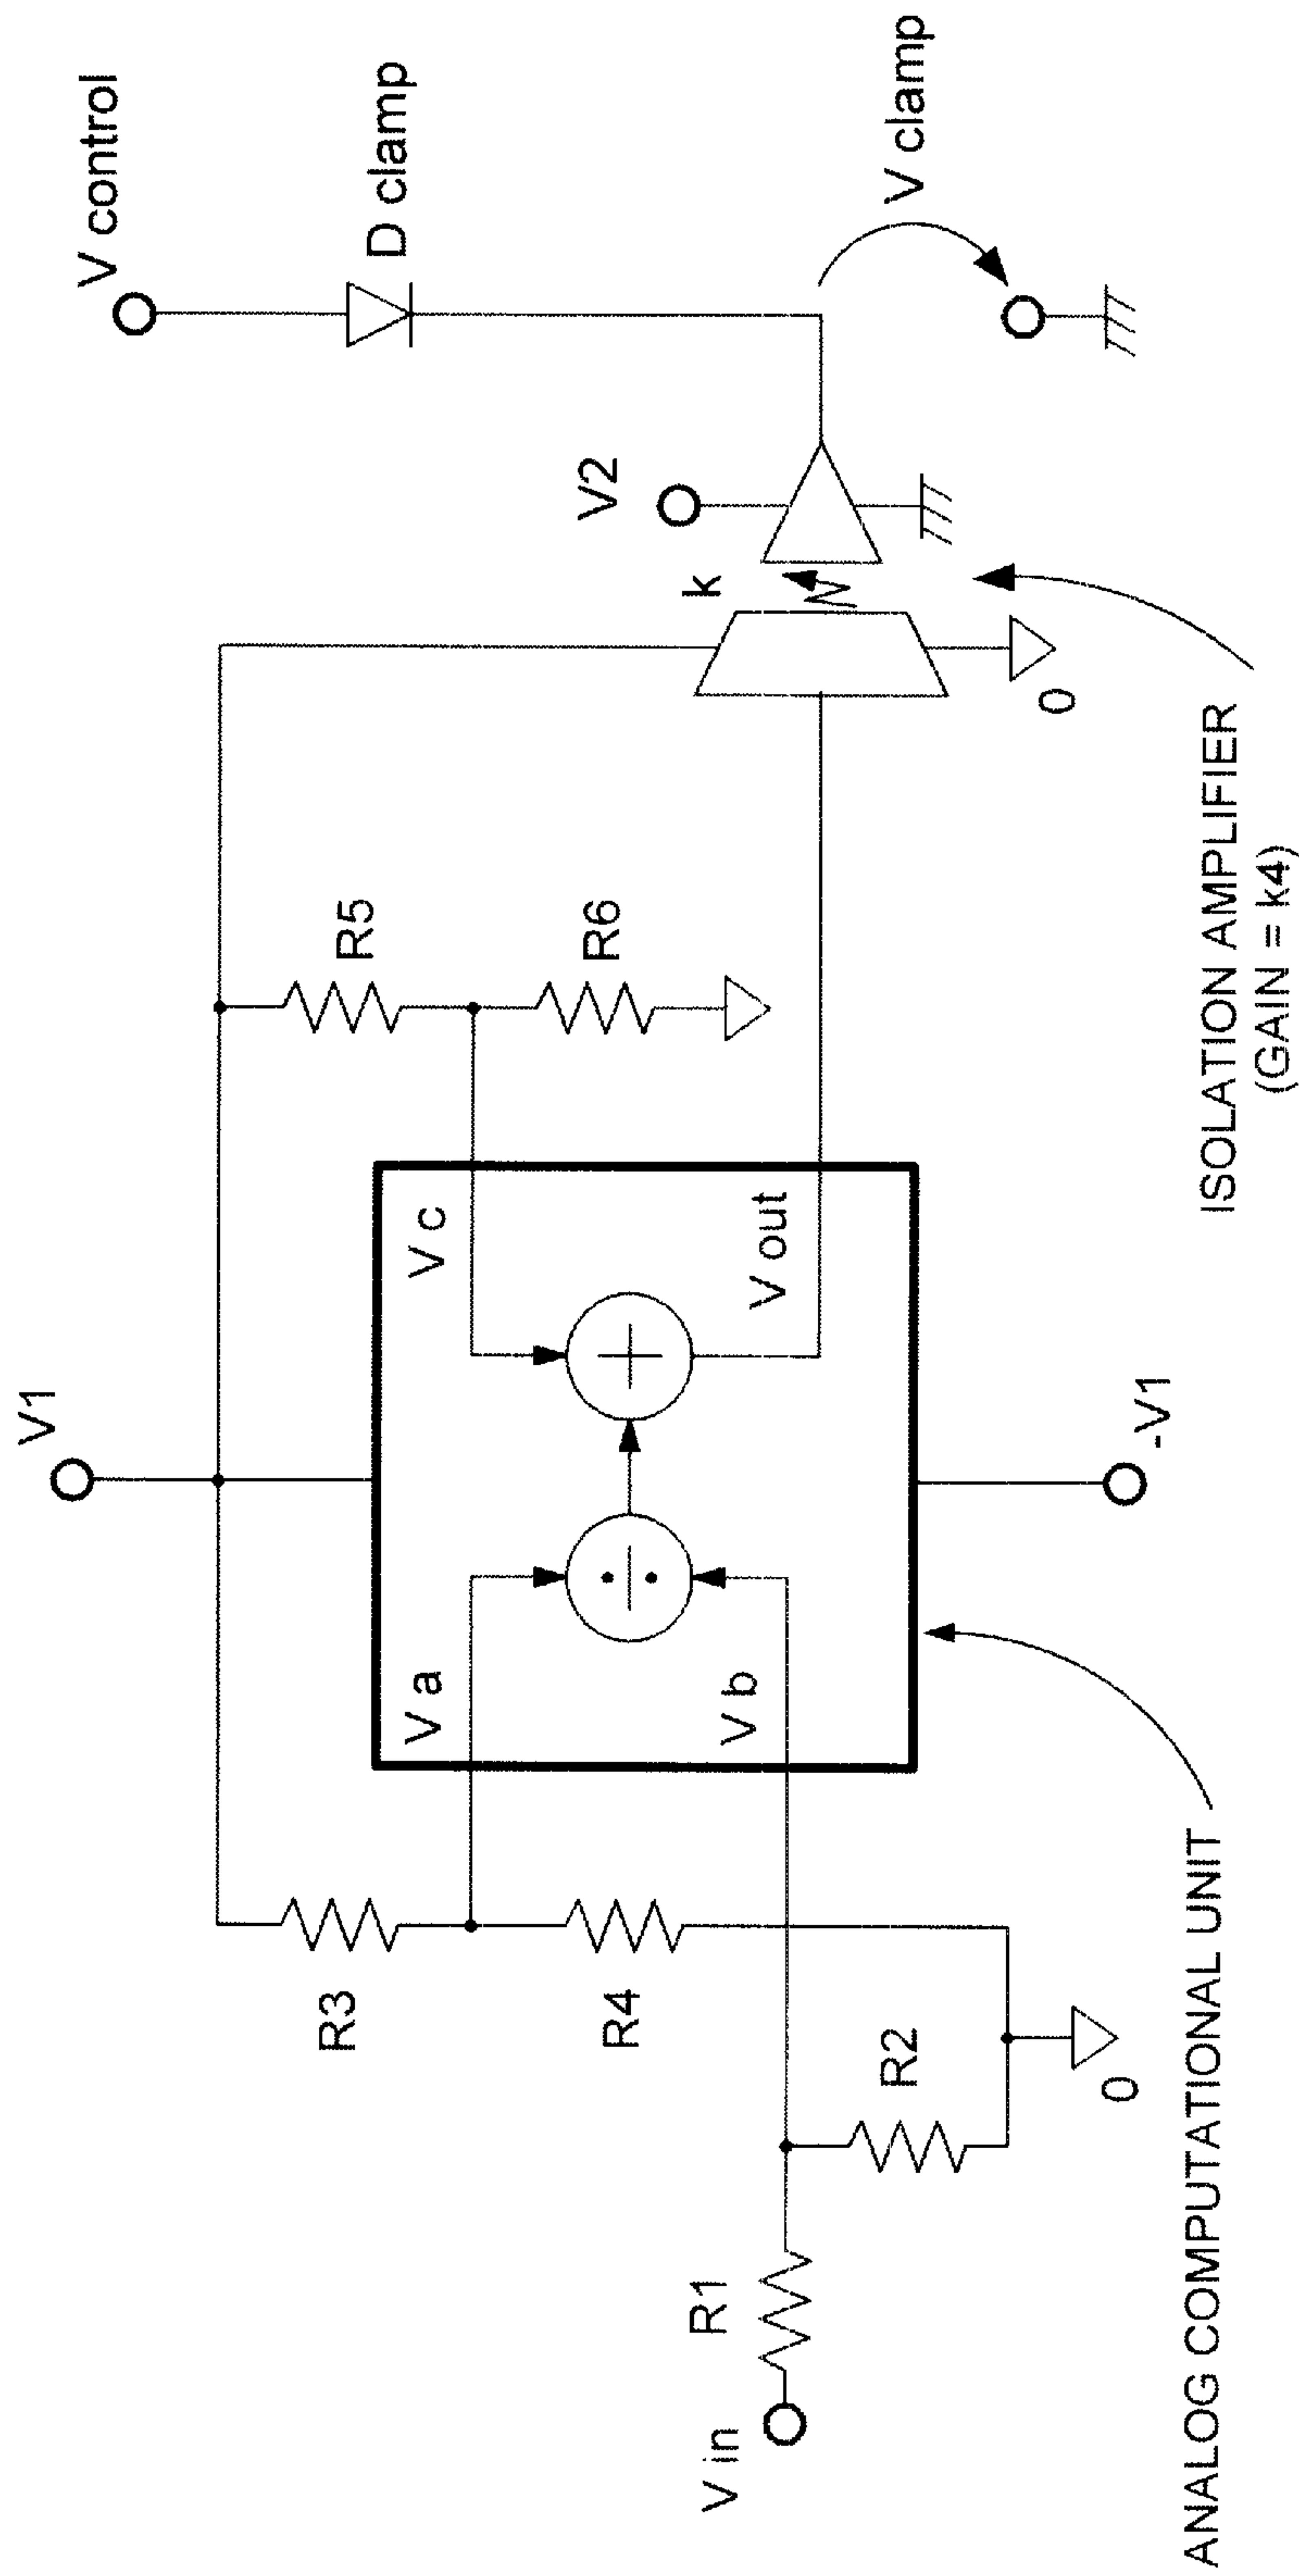 V1
V control
D clamp
V2
R5
R3
V a
V c
k
R4
R6
V in
R1
V b
V out
V clamp
R2
0
0
-V1
ANALOG COMPUTATIONAL UNIT
ISOLATION AMPLIFIER
(GAIN = k4)